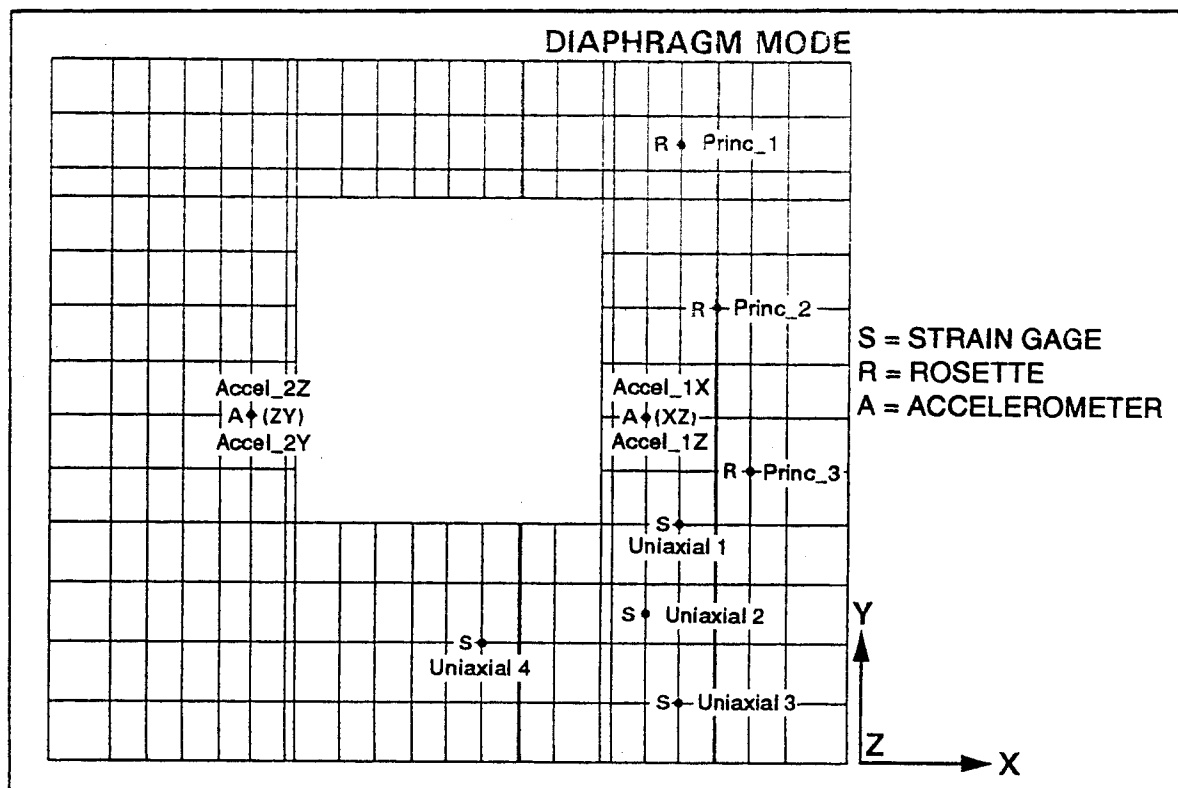 DIAPHRAGM MODE
R Princ_1
R Princ_2
S = STRAIN GAGE
R = ROSETTE
A = ACCELEROMETER
Accel_2Z
A (ZY)
Accel_2Y
Accel_1X
A (XZ)
Accel_1Z
R Princ_3
S
Uniaxial 1
S Uniaxial 2
S
Uniaxial 4
S Uniaxial 3
Y
Z
X